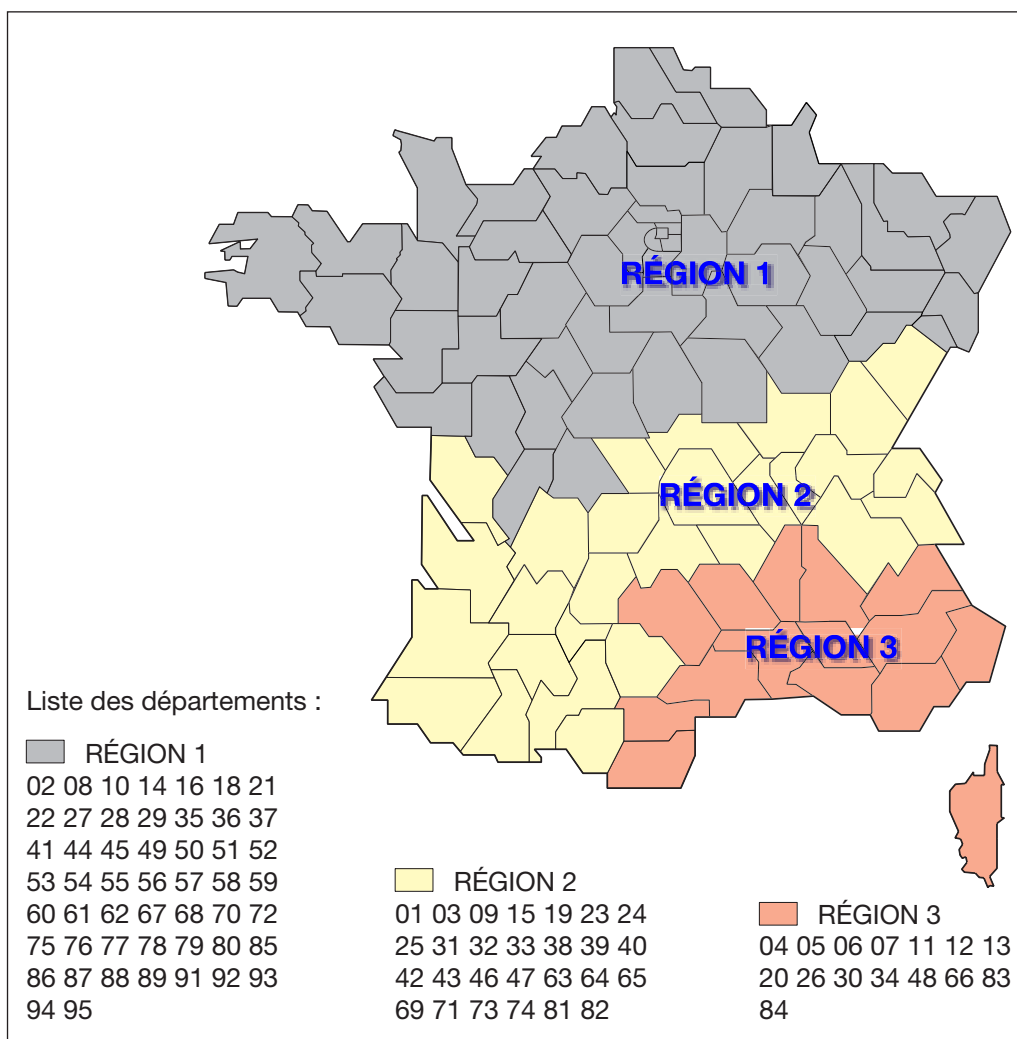 RÉGION 1
RÉGION 2
RÉGION 3
Liste des départements :
RÉGION 1
02 08 10 14 16 18 21
22 27 28 29 35 36 37
41 44 45 49 50 51 52
53 54 55 56 57 58 59
60 61 62 67 68 70 72
75 76 77 78 79 80 85
86 87 88 89 91 92 93
94 95
RÉGION 2
01 03 09 15 19 23 24
25 31 32 33 38 39 40
42 43 46 47 63 64 65
69 71 73 74 81 82
RÉGION 3
04 05 06 07 11 12 13
20 26 30 34 48 66 83
84